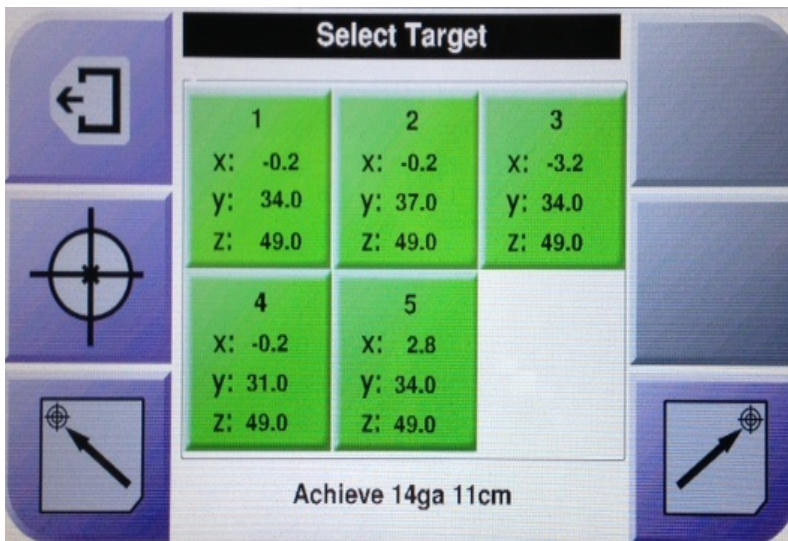 Select Target
1 2 3
x: -0.2 x: -0.2 x: -3.2
y: 34.0 y: 37.0 y: 34.0
z: 49.0 z: 49.0 z: 49.0
4 5
x: -0.2 x: 2.8
y: 31.0 y: 34.0
z: 49.0 z: 49.0
Achieve 14ga 11cm